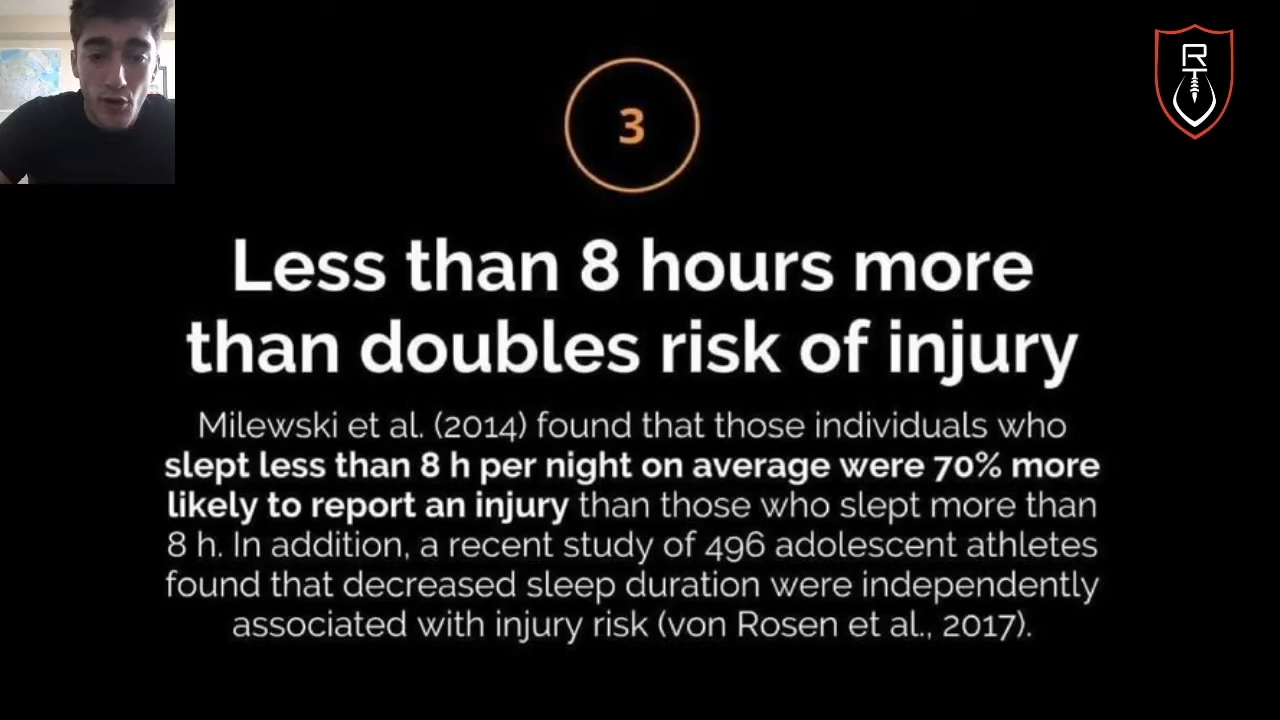 3
RT
Less than 8 hours more
than doubles risk of injury
Milewski et al. (2014) found that those individuals who
slept less than 8 h per night on average were 70% more
likely to report an injury than those who slept more than
8 h. In addition, a recent study of 496 adolescent athletes
found that decreased sleep duration were independently
associated with injury risk (von Rosen et al., 2017).